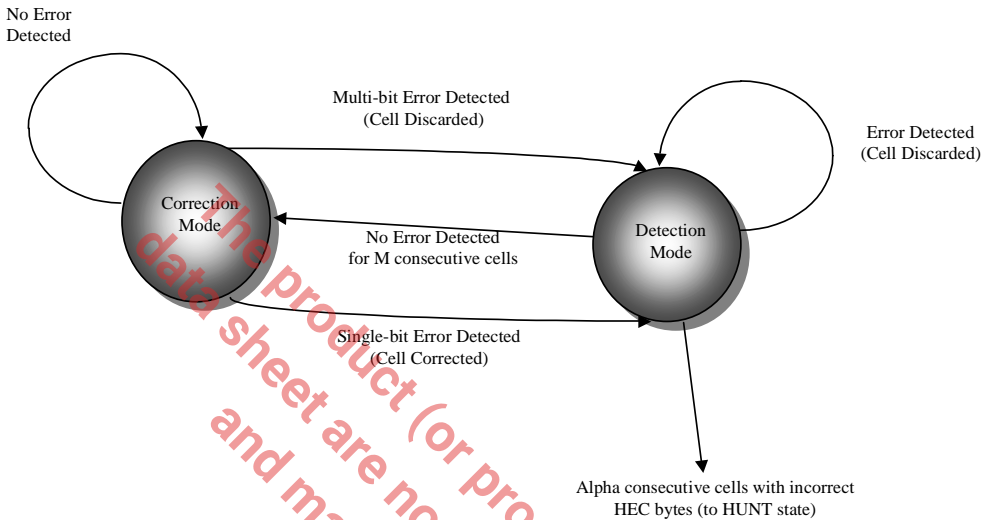 No Error
Detected
Multi-bit Error Detected
(Cell Discarded)
Error Detected
(Cell Discarded)
Correction
Mode
Detection
Mode
No Error Detected
for M consecutive cells
Single-bit Error Detected
(Cell Corrected)
Alpha consecutive cells with incorrect
HEC bytes (to HUNT state)
The product (or pro
data sheet are no
and ma